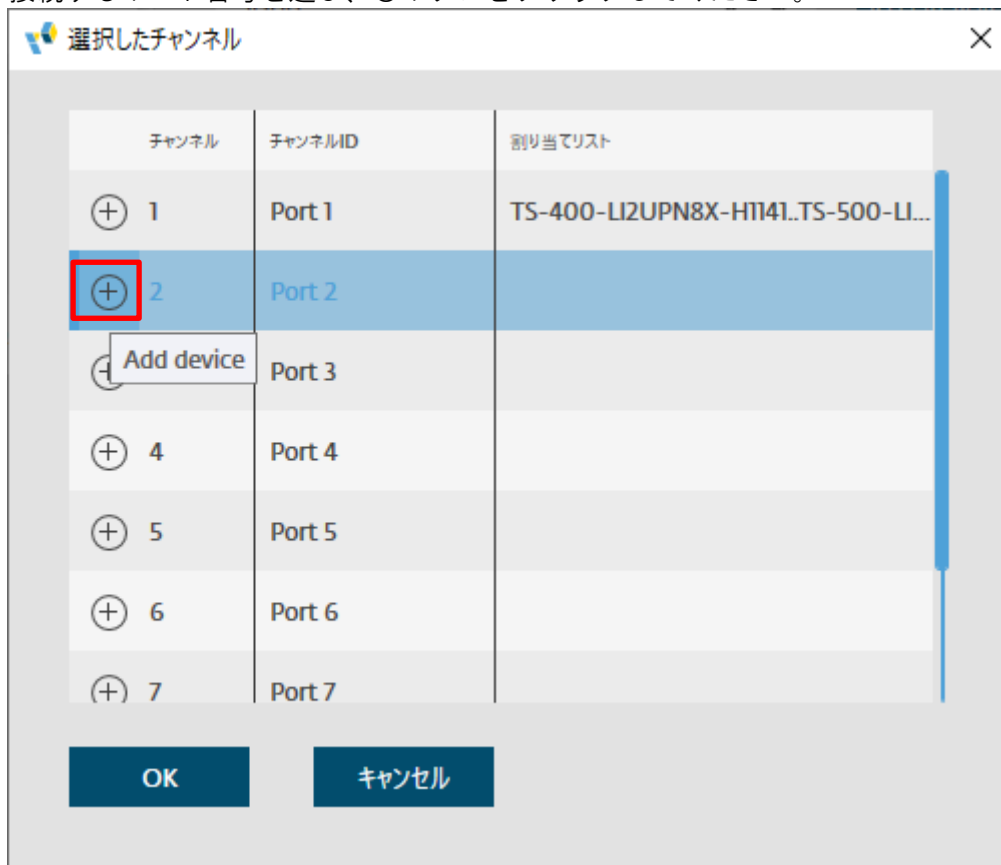 選択したチャンネル
チャンネル チャンネルID 割り当てリスト
1 Port 1 TS-400-LI2UPN8X-H1141..TS-500-LI...
2 Port 2
Add device
Port 3
4 Port 4
5 Port 5
6 Port 6
7 Port 7
OK キャンセル